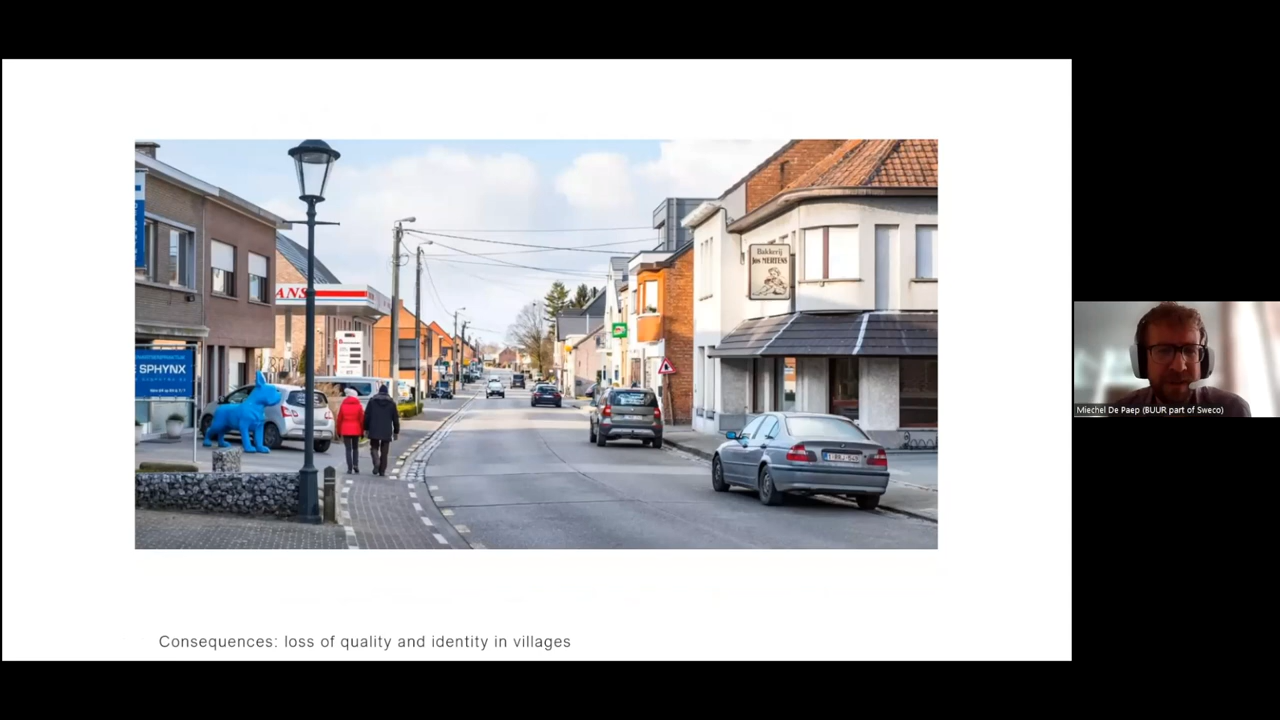 Bakkerij
JOS MERTENS
ANS
SPHYNX
Miechel De Paep (BUUR part of Sweco)
Consequences: loss of quality and identity in villages